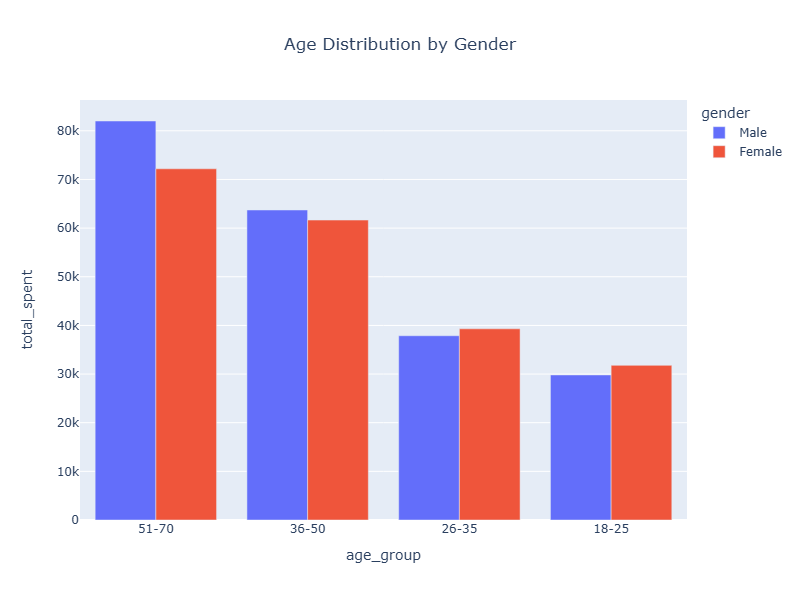 Age Distribution by Gender
gender
Male
Female
80k
70k
60k
50k
40k
30k
20k
10k
0
total_spent
51-70
36-50
26-35
18-25
age_group